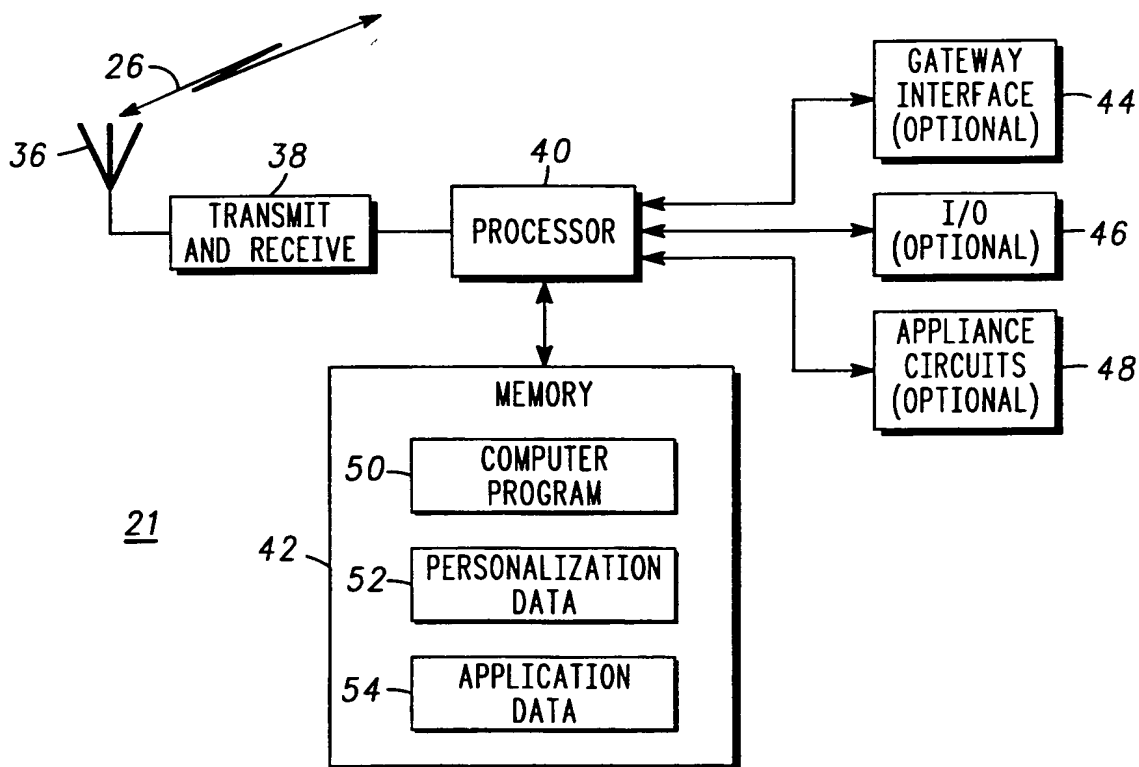 26
36
38
TRANSMIT
AND RECEIVE
40
PROCESSOR
GATEWAY
INTERFACE
(OPTIONAL)
44
I/O
(OPTIONAL)
46
APPLIANCE
CIRCUITS
(OPTIONAL)
48
21
42
MEMORY
50
COMPUTER
PROGRAM
52
PERSONALIZATION
DATA
54
APPLICATION
DATA